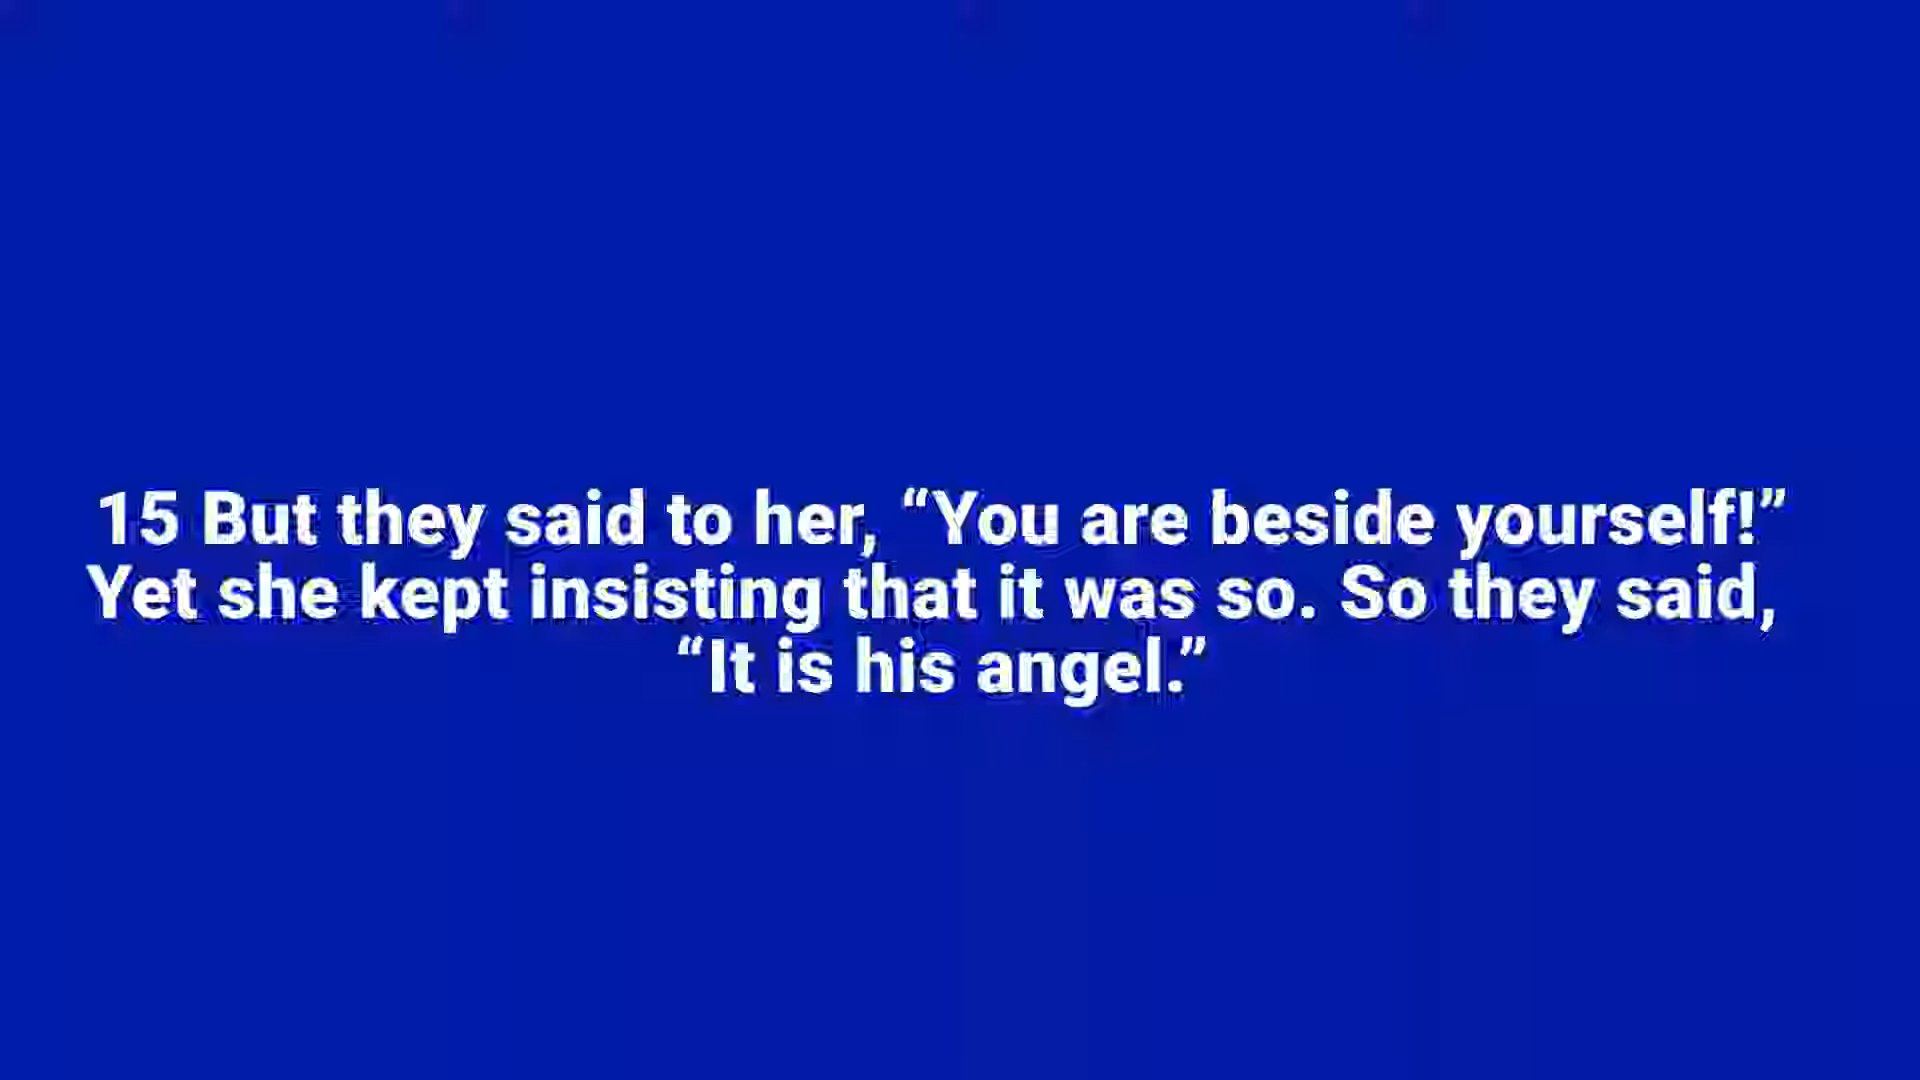 15 But they said to her, “You are beside yourself!”
Yet she kept insisting that it was so. So they said,
“It is his angel.”